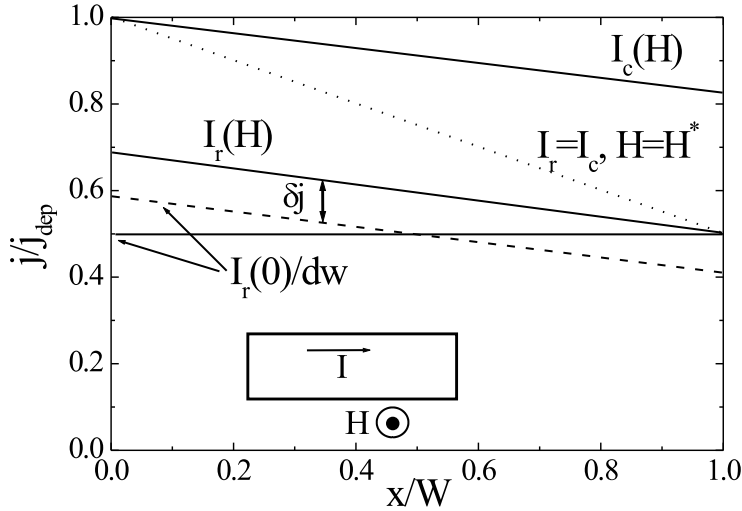 1.0
I_c(H)
0.8
I_r(H)
I_r=I_c, H=H^*
0.6
δj
j/j_dep
I_r(0)/dw
0.4
0.2
I
H
0.0
0.0 0.2 0.4 0.6 0.8 1.0
x/W